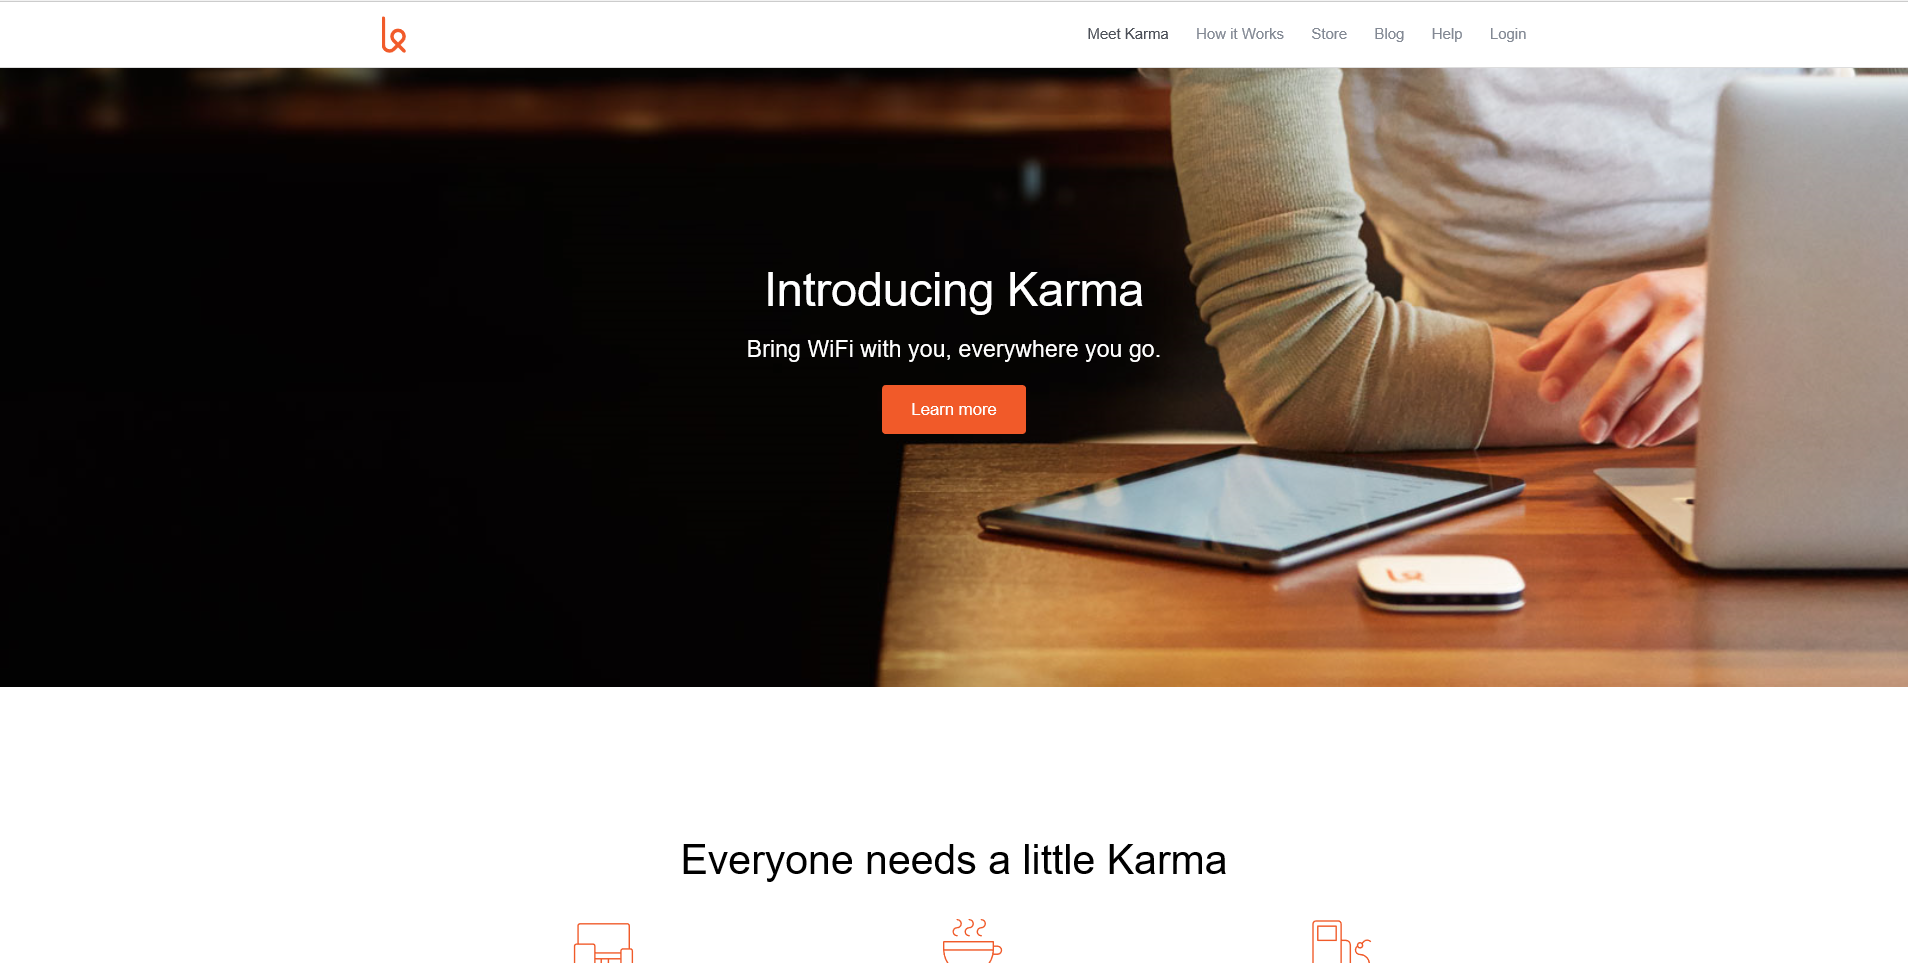 Meet Karma How it Works Store Blog Help Login
Introducing Karma
Bring WiFi with you, everywhere you go.
Learn more
Everyone needs a little Karma